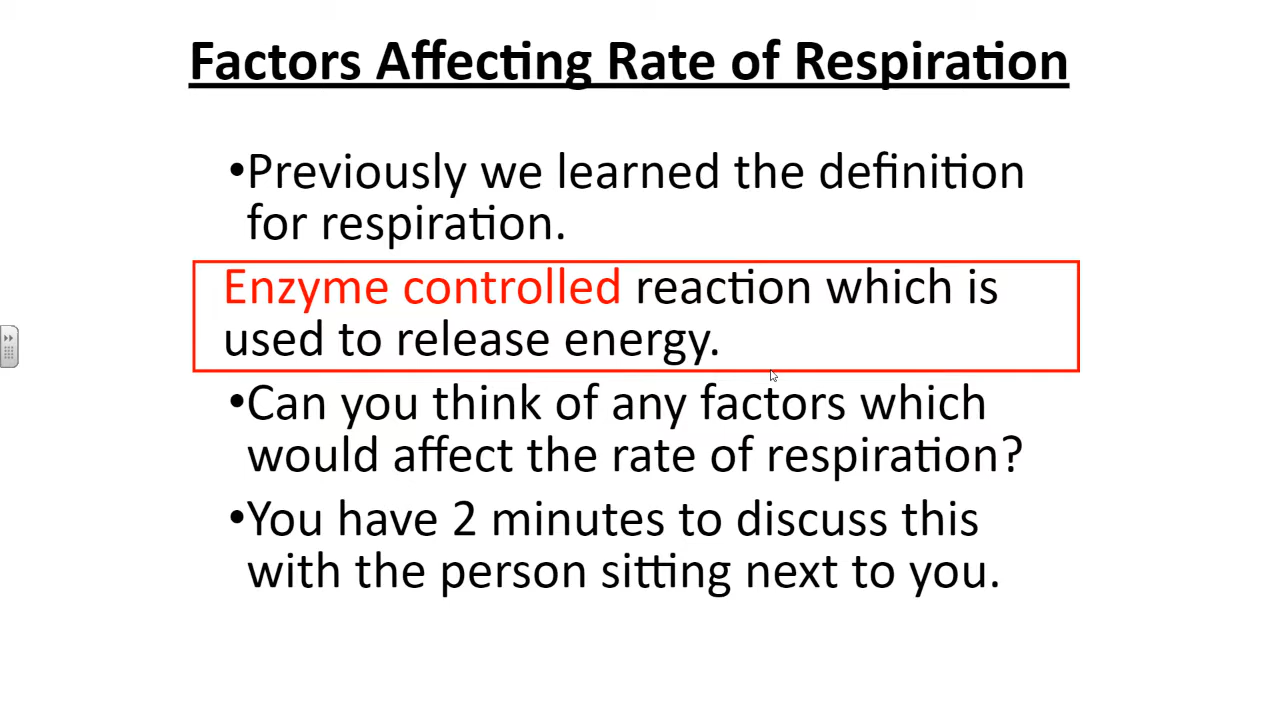 Factors Affecting Rate of Respiration
•Previously we learned the definition
for respiration.
Enzyme controlled reaction which is
used to release energy.
•Can you think of any factors which
would affect the rate of respiration?
•You have 2 minutes to discuss this
with the person sitting next to you.